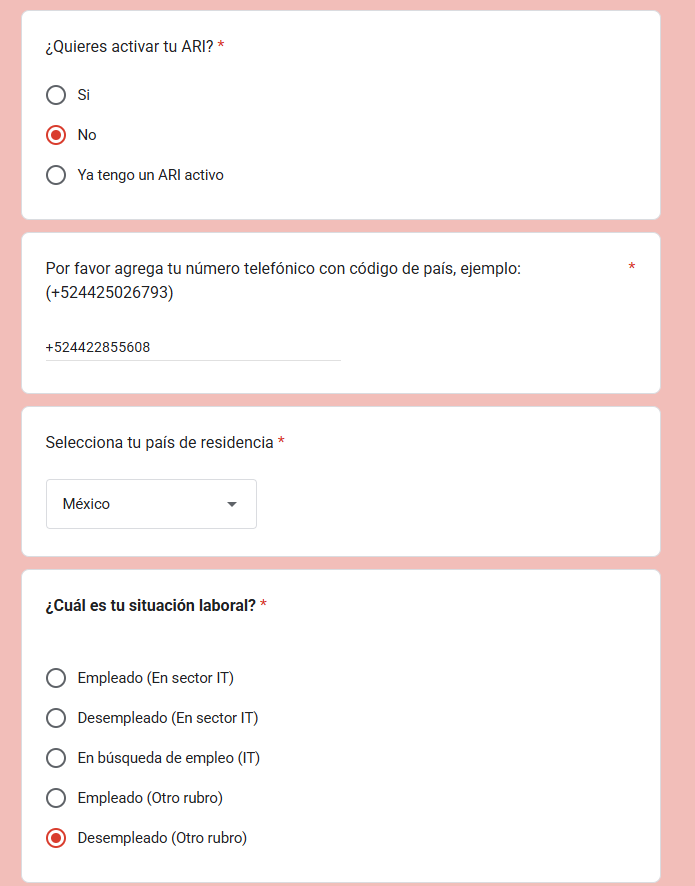 ¿Quieres activar tu ARI? *
Si
No
Ya tengo un ARI activo
Por favor agrega tu número telefónico con código de país, ejemplo: *
(+524425026793)
+524422855608
Selecciona tu país de residencia *
México
¿Cuál es tu situación laboral? *
Empleado (En sector IT)
Desempleado (En sector IT)
En búsqueda de empleo (IT)
Empleado (Otro rubro)
Desempleado (Otro rubro)